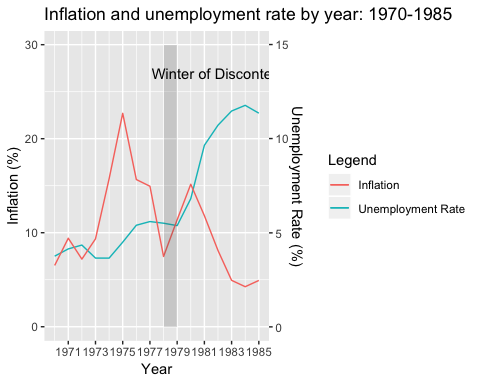 Inflation and unemployment rate by year: 1970-1985
30
20
10
0
Inflation (%)
Winter of Disconte
15
10
5
0
Unemployment Rate (%)
1971 1973 1975 1977 1979 1981 1983 1985
Year
Legend
Inflation
Unemployment Rate